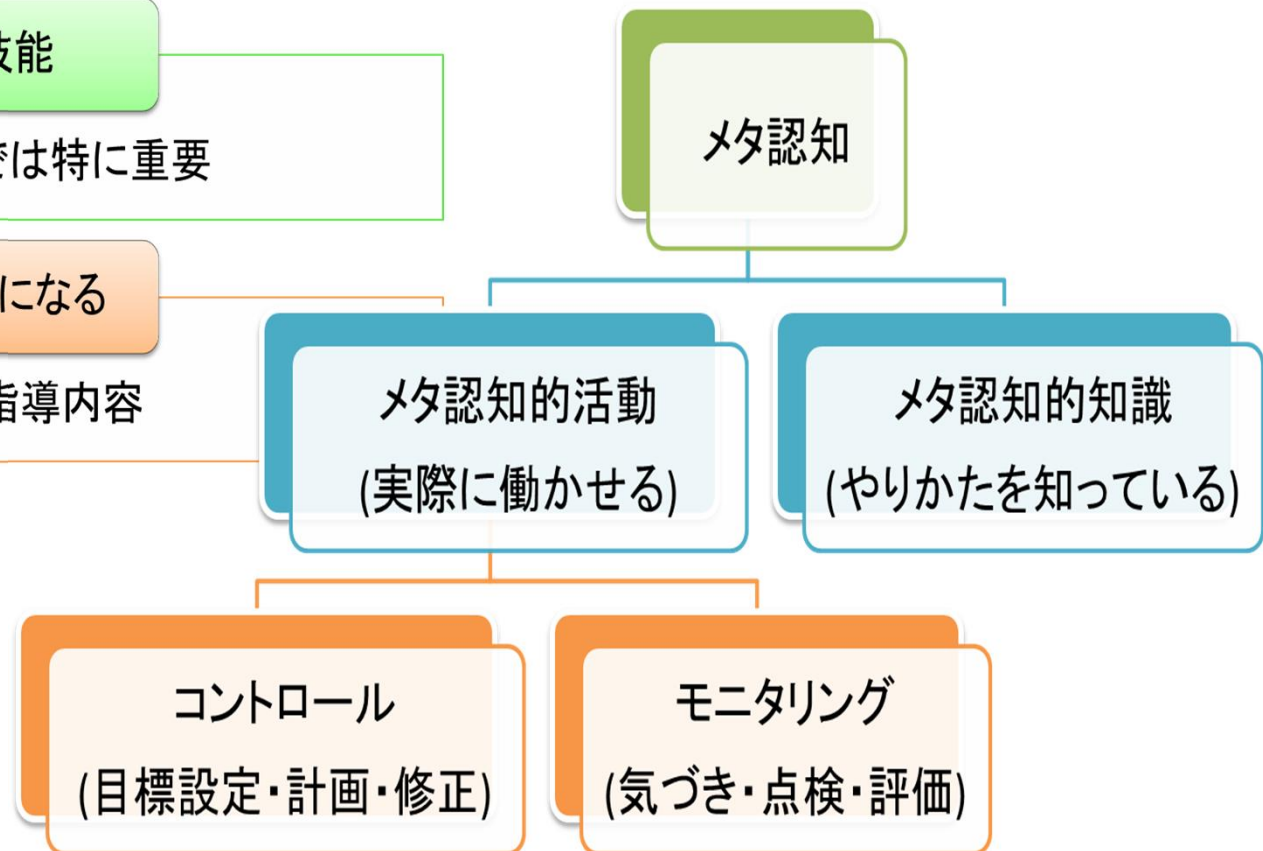 技能
では特に重要
になる
指導内容
メタ認知
メタ認知的活動
(実際に働かせる)
メタ認知的知識
(やりかたを知っている)
コントロール
(目標設定・計画・修正)
モニタリング
(気づき・点検・評価)